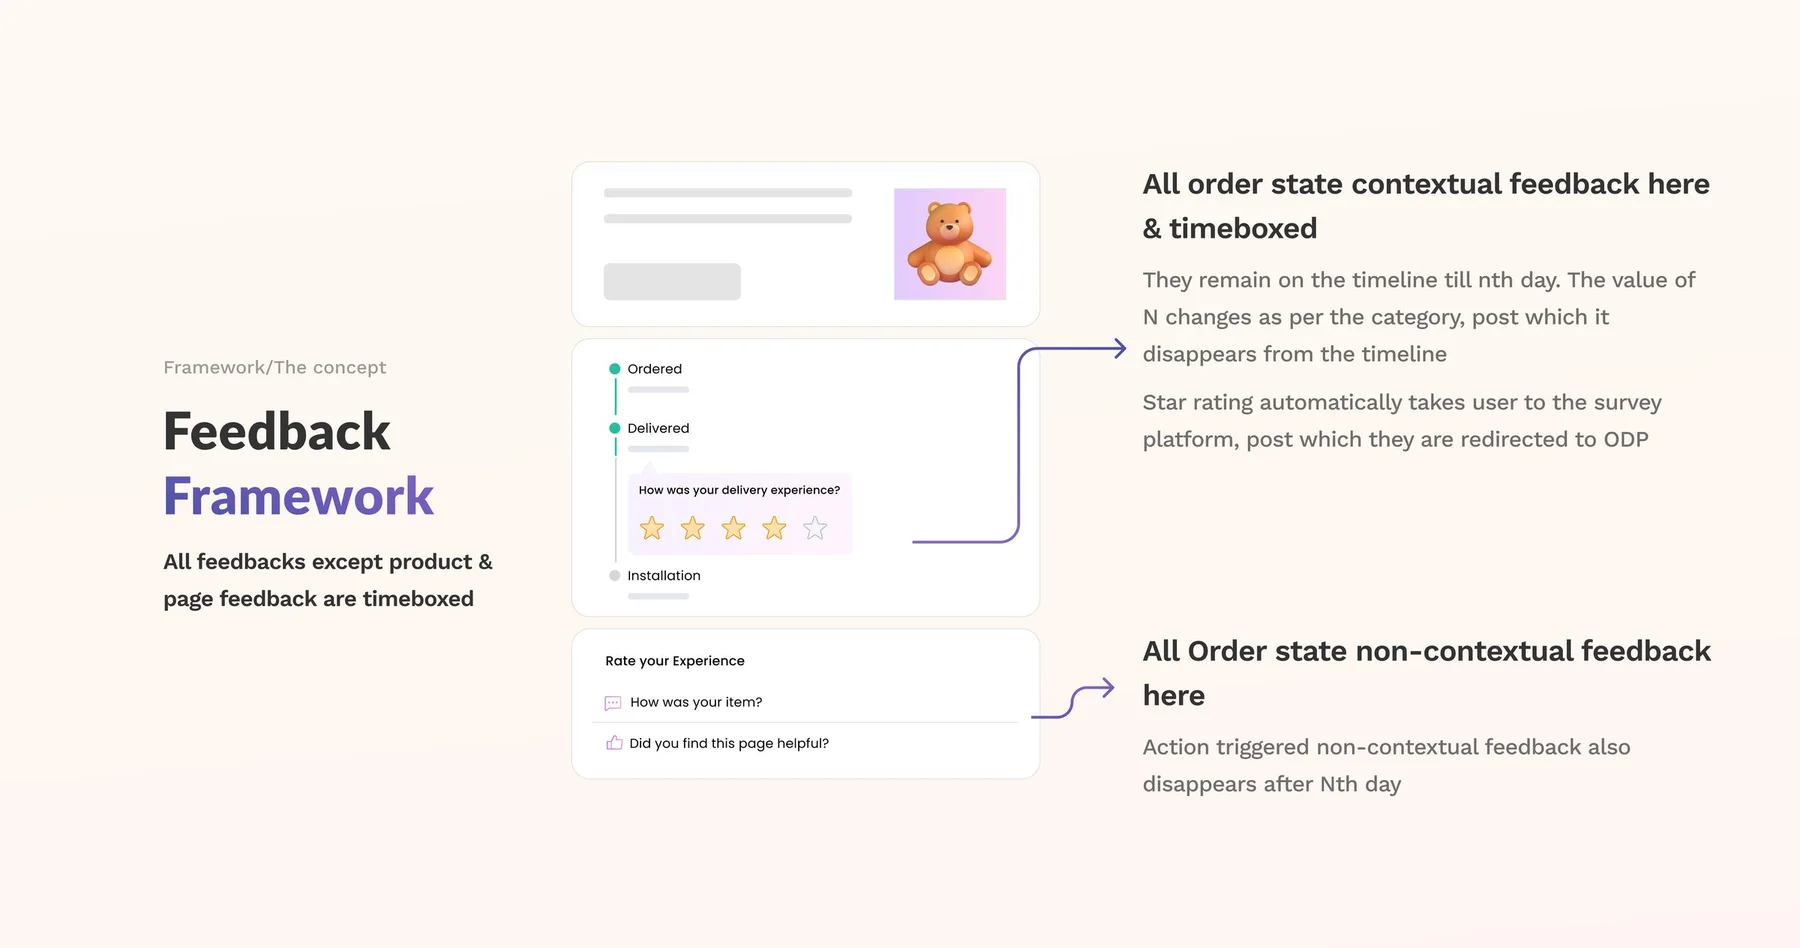 Framework/The concept
Feedback
Framework
All feedbacks except product &
page feedback are timeboxed
Ordered
Delivered
How was your delivery experience?
Installation
Rate your Experience
How was your item?
Did you find this page helpful?
All order state contextual feedback here
& timeboxed
They remain on the timeline till nth day. The value of
N changes as per the category, post which it
disappears from the timeline
Star rating automatically takes user to the survey
platform, post which they are redirected to ODP
All Order state non-contextual feedback
here
Action triggered non-contextual feedback also
disappears after Nth day